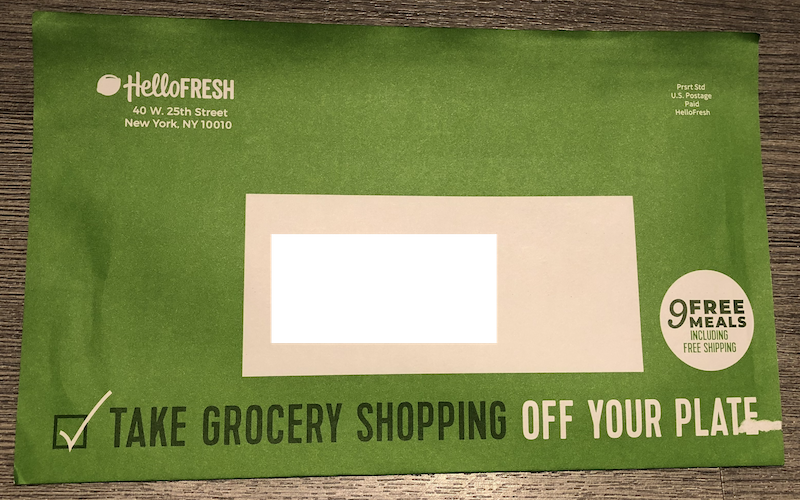 HelloFRESH
40 W. 25th Street
New York, NY 10010
Prsrt Std
U.S. Postage
Paid
HelloFresh
9 FREE
MEALS
INCLUDING
FREE SHIPPING
TAKE GROCERY SHOPPING OFF YOUR PLATE